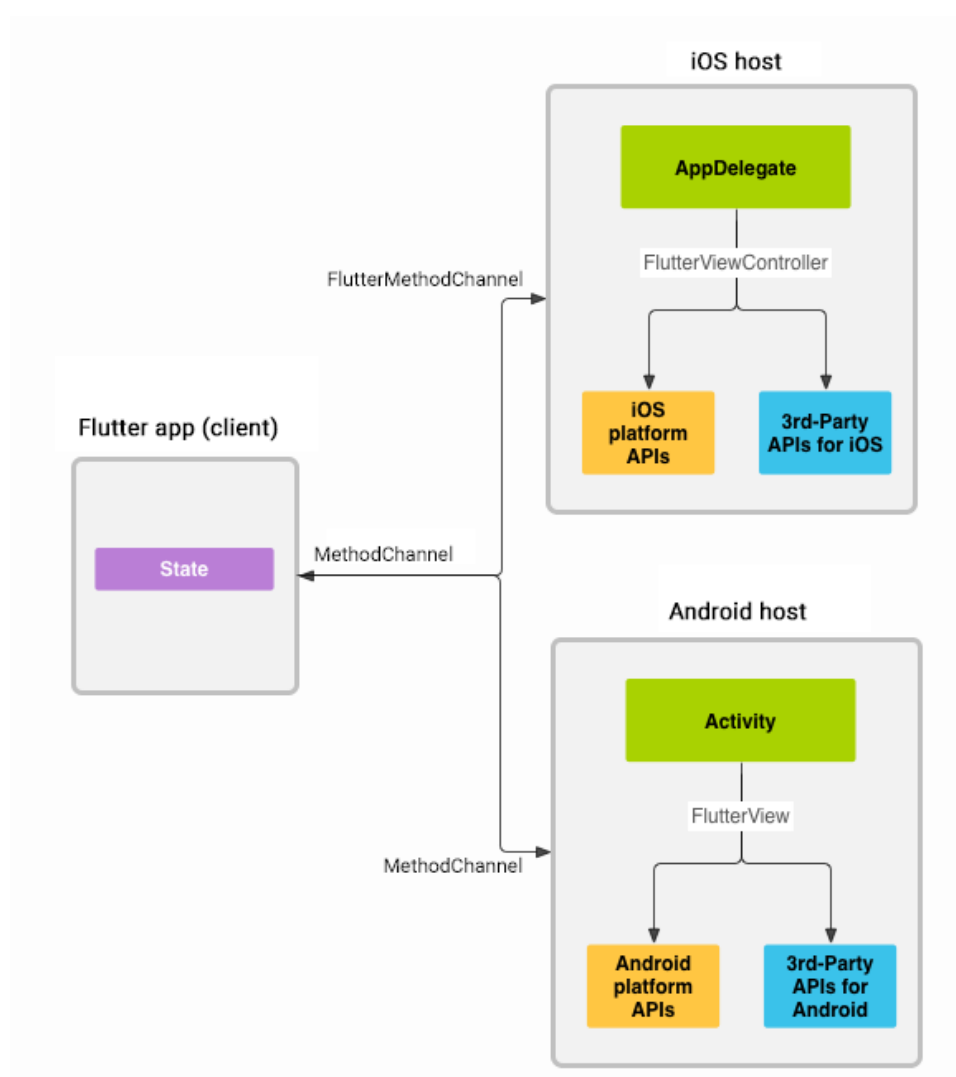 iOS host
AppDelegate
FlutterViewController
FlutterMethodChannel
iOS
platform
APIs
3rd-Party
APIs for iOS
Flutter app (client)
State
MethodChannel
Android host
Activity
FlutterView
MethodChannel
Android
platform
APIs
3rd-Party
APIs for
Android